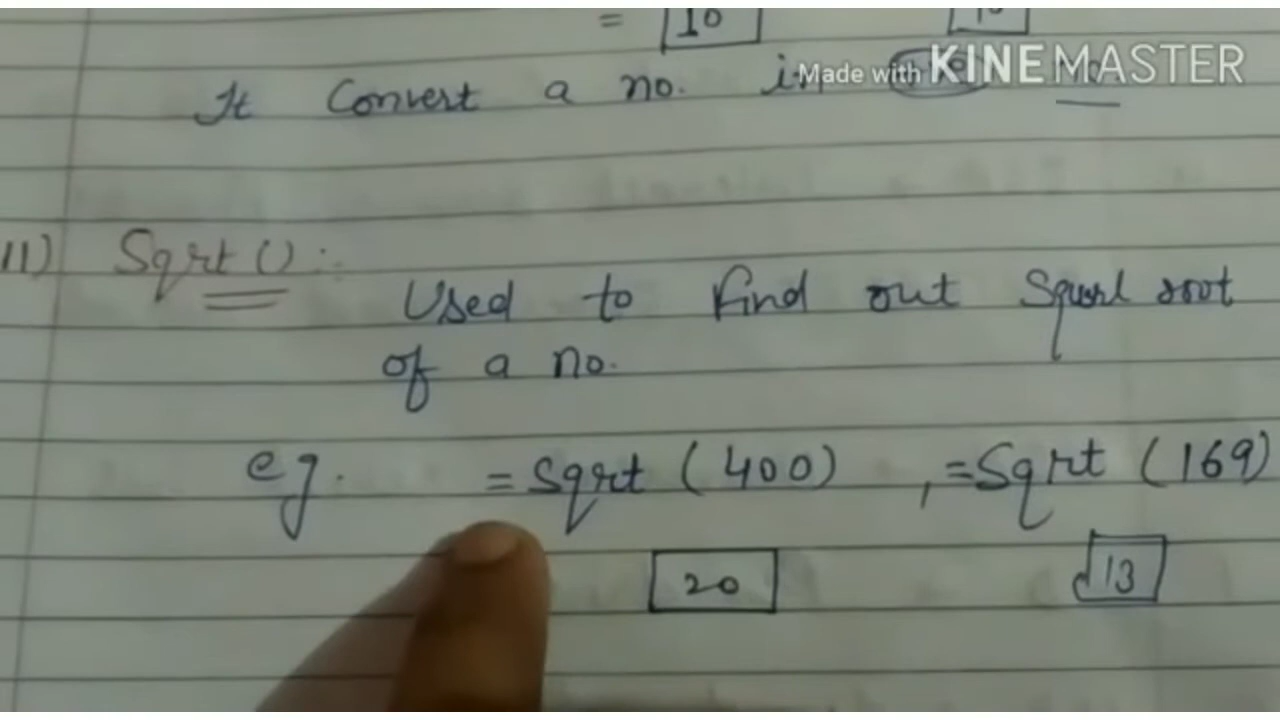 = 10
It Convert a no. in
Made with KINEMASTER
11) Sqrt () :-
Used to find out Squrl root
of a no.
eg. = Sqrt (400) , = Sqrt (169)
20 13